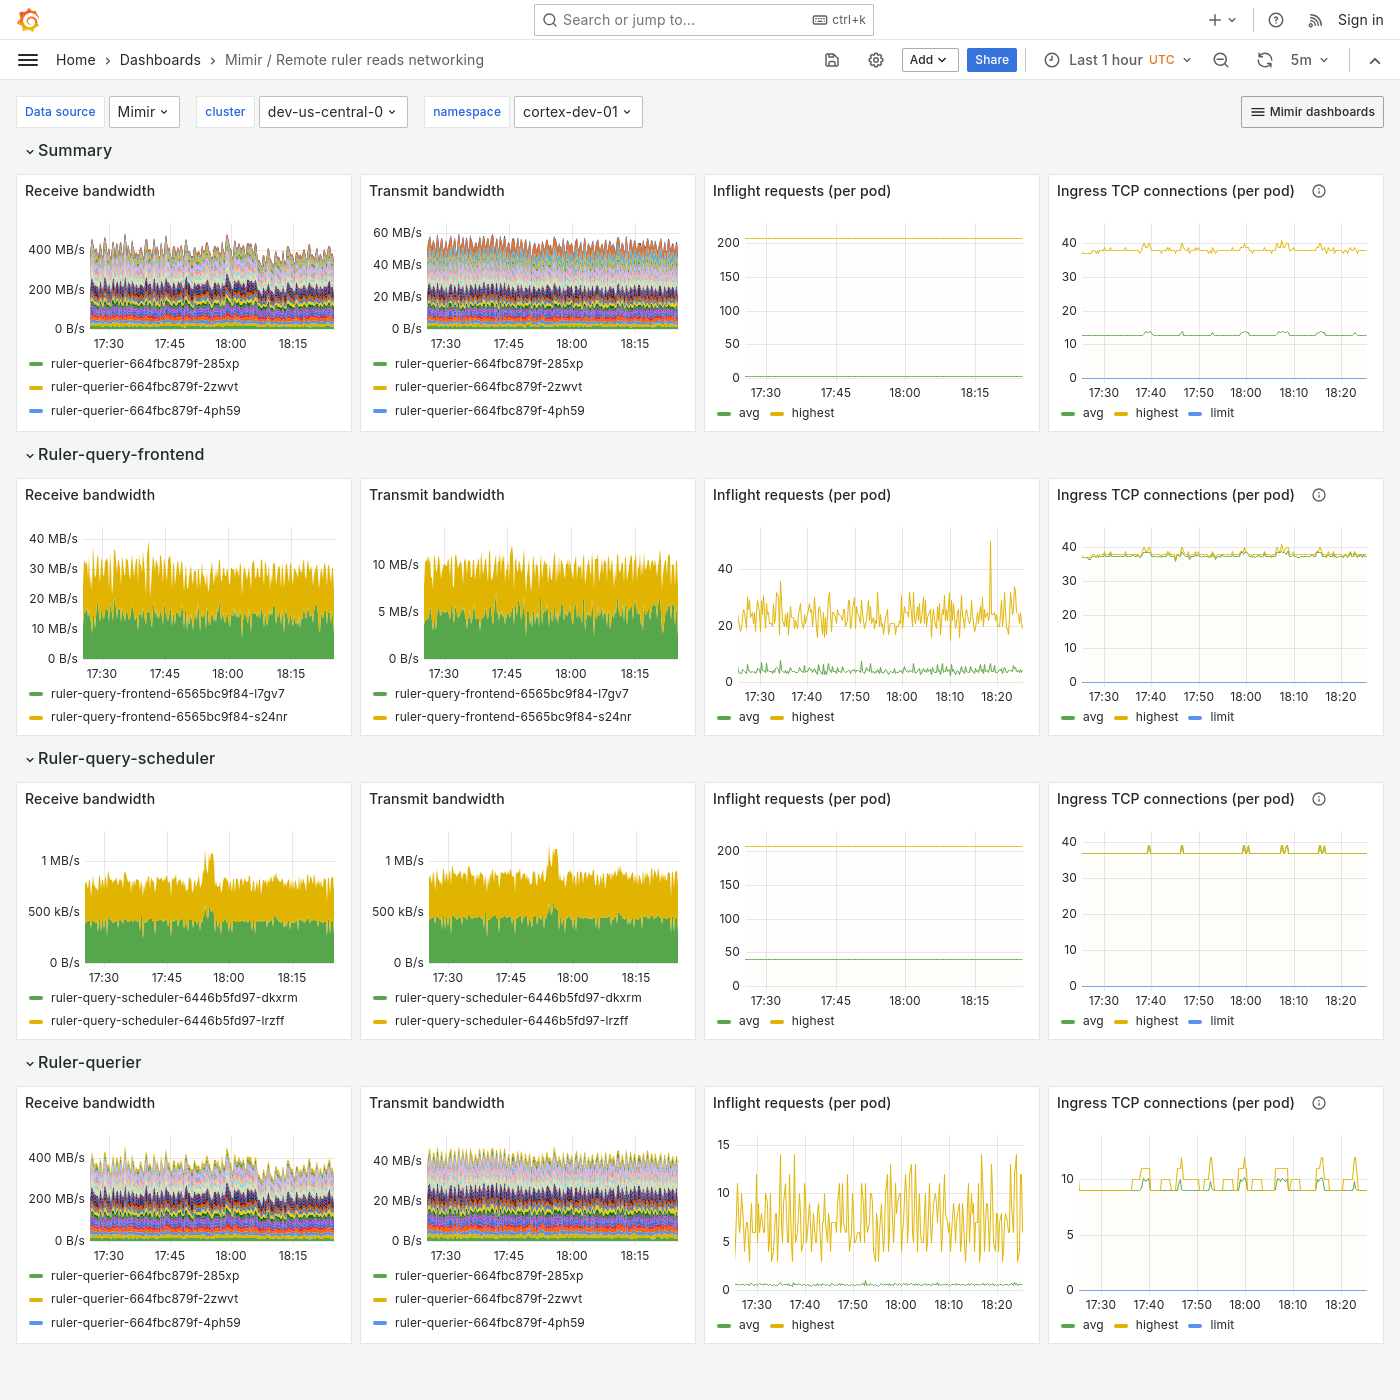 Search or jump to... ctrl+k Sign in
Home > Dashboards > Mimir / Remote ruler reads networking Add Share Last 1 hour UTC 5m
Data source Mimir cluster dev-us-central-0 namespace cortex-dev-01 Mimir dashboards
Summary
Receive bandwidth
400 MB/s
200 MB/s
0 B/s
17:30 17:45 18:00 18:15
ruler-querier-664fbc879f-285xp
ruler-querier-664fbc879f-2zwvt
ruler-querier-664fbc879f-4ph59
Transmit bandwidth
60 MB/s
40 MB/s
20 MB/s
0 B/s
17:30 17:45 18:00 18:15
ruler-querier-664fbc879f-285xp
ruler-querier-664fbc879f-2zwvt
ruler-querier-664fbc879f-4ph59
Inflight requests (per pod)
200
150
100
50
0
17:30 17:45 18:00 18:15
avg highest
Ingress TCP connections (per pod)
40
30
20
10
0
17:30 17:40 17:50 18:00 18:10 18:20
avg highest limit
Ruler-query-frontend
Receive bandwidth
40 MB/s
30 MB/s
20 MB/s
10 MB/s
0 B/s
17:30 17:45 18:00 18:15
ruler-query-frontend-6565bc9f84-l7gv7
ruler-query-frontend-6565bc9f84-s24nr
Transmit bandwidth
10 MB/s
5 MB/s
0 B/s
17:30 17:45 18:00 18:15
ruler-query-frontend-6565bc9f84-l7gv7
ruler-query-frontend-6565bc9f84-s24nr
Inflight requests (per pod)
40
20
0
17:30 17:40 17:50 18:00 18:10 18:20
avg highest
Ingress TCP connections (per pod)
40
30
20
10
0
17:30 17:40 17:50 18:00 18:10 18:20
avg highest limit
Ruler-query-scheduler
Receive bandwidth
1 MB/s
500 kB/s
0 B/s
17:30 17:45 18:00 18:15
ruler-query-scheduler-6446b5fd97-dkxrm
ruler-query-scheduler-6446b5fd97-lrzff
Transmit bandwidth
1 MB/s
500 kB/s
0 B/s
17:30 17:45 18:00 18:15
ruler-query-scheduler-6446b5fd97-dkxrm
ruler-query-scheduler-6446b5fd97-lrzff
Inflight requests (per pod)
200
150
100
50
0
17:30 17:45 18:00 18:15
avg highest
Ingress TCP connections (per pod)
40
30
20
10
0
17:30 17:40 17:50 18:00 18:10 18:20
avg highest limit
Ruler-querier
Receive bandwidth
400 MB/s
200 MB/s
0 B/s
17:30 17:45 18:00 18:15
ruler-querier-664fbc879f-285xp
ruler-querier-664fbc879f-2zwvt
ruler-querier-664fbc879f-4ph59
Transmit bandwidth
40 MB/s
20 MB/s
0 B/s
17:30 17:45 18:00 18:15
ruler-querier-664fbc879f-285xp
ruler-querier-664fbc879f-2zwvt
ruler-querier-664fbc879f-4ph59
Inflight requests (per pod)
15
10
5
0
17:30 17:40 17:50 18:00 18:10 18:20
avg highest
Ingress TCP connections (per pod)
10
5
0
17:30 17:40 17:50 18:00 18:10 18:20
avg highest limit